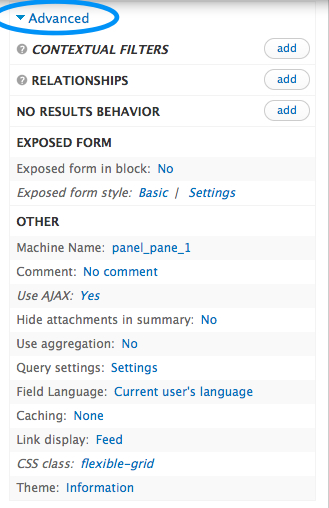 Advanced
CONTEXTUAL FILTERS add
RELATIONSHIPS add
NO RESULTS BEHAVIOR add
EXPOSED FORM
Exposed form in block: No
Exposed form style: Basic | Settings
OTHER
Machine Name: panel_pane_1
Comment: No comment
Use AJAX: Yes
Hide attachments in summary: No
Use aggregation: No
Query settings: Settings
Field Language: Current user's language
Caching: None
Link display: Feed
CSS class: flexible-grid
Theme: Information